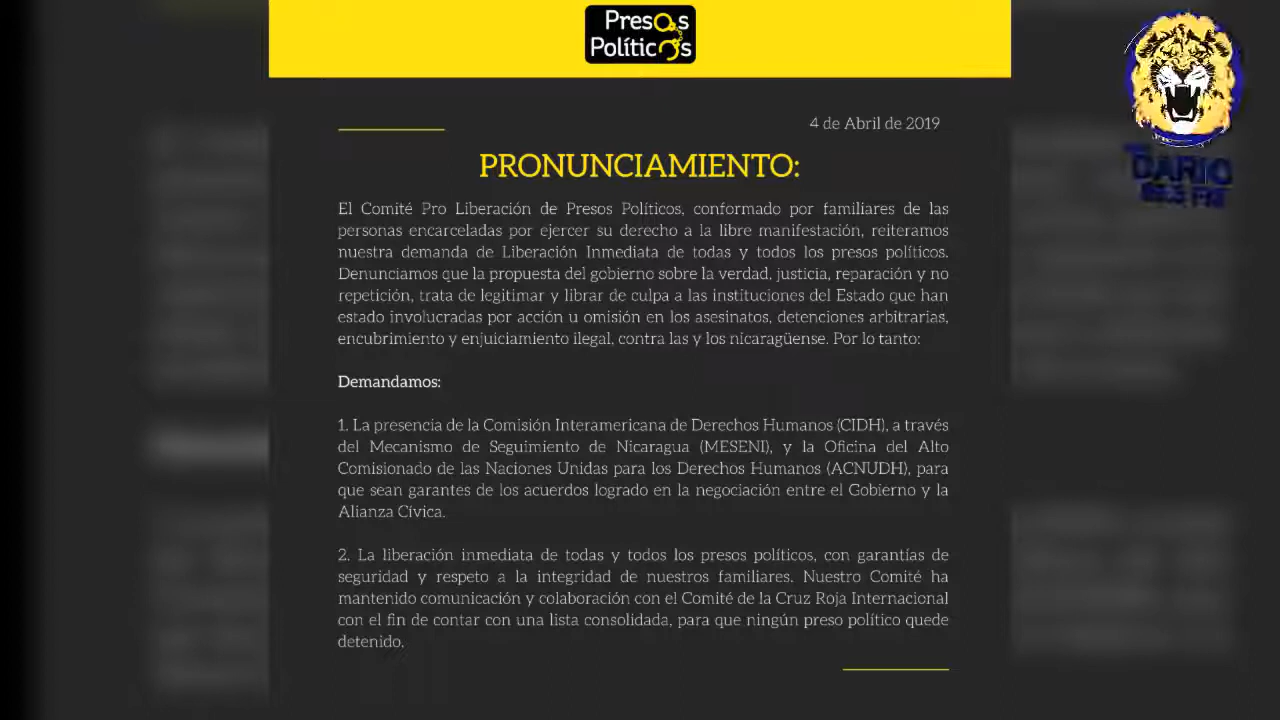 Presos
Políticos
4 de Abril de 2019
PRONUNCIAMIENTO:
El Comité Pro Liberación de Presos Políticos, conformado por familiares de las
personas encarceladas por ejercer su derecho a la libre manifestación, reiteramos
nuestra demanda de Liberación Inmediata de todas y todos los presos políticos.
Denunciamos que la propuesta del gobierno sobre la verdad, justicia, reparación y no
repetición, trata de legitimar y librar de culpa a las instituciones del Estado que han
estado involucradas por acción u omisión en los asesinatos, detenciones arbitrarias,
encubrimiento y enjuiciamiento ilegal, contra las y los nicaragüense. Por lo tanto:
Demandamos:
1. La presencia de la Comisión Interamericana de Derechos Humanos (CIDH), a través
del Mecanismo de Seguimiento de Nicaragua (MESENI), y la Oficina del Alto
Comisionado de las Naciones Unidas para los Derechos Humanos (ACNUDH), para
que sean garantes de los acuerdos logrado en la negociación entre el Gobierno y la
Alianza Cívica.
2. La liberación inmediata de todas y todos los presos políticos, con garantías de
seguridad y respeto a la integridad de nuestros familiares. Nuestro Comité ha
mantenido comunicación y colaboración con el Comité de la Cruz Roja Internacional
con el fin de contar con una lista consolidada, para que ningún preso político quede
detenido.
DARIO